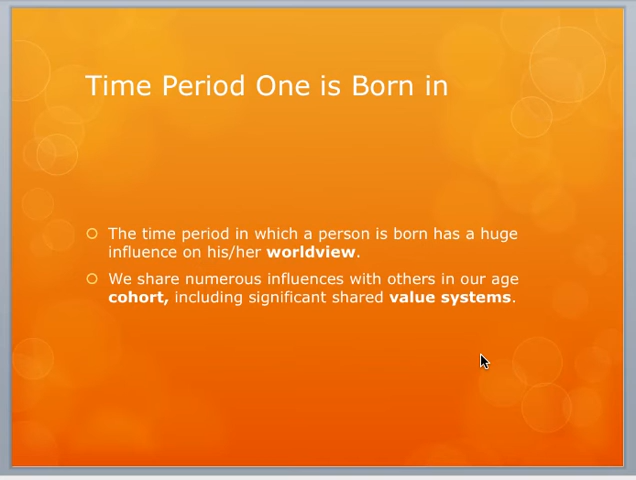 Time Period One is Born in
The time period in which a person is born has a huge
influence on his/her worldview.
We share numerous influences with others in our age
cohort, including significant shared value systems.